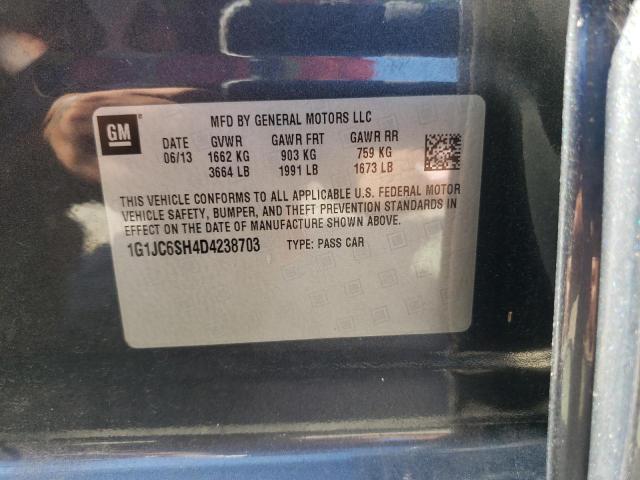 GM
MFD BY GENERAL MOTORS LLC
DATE GVWR GAWR FRT GAWR RR
06/13 1662 KG 903 KG 759 KG
3664 LB 1991 LB 1673 LB
THIS VEHICLE CONFORMS TO ALL APPLICABLE U.S. FEDERAL MOTOR
VEHICLE SAFETY, BUMPER, AND THEFT PREVENTION STANDARDS IN
EFFECT ON THE DATE OF MANUFACTURE SHOWN ABOVE.
1G1JC6SH4D4238703 TYPE: PASS CAR